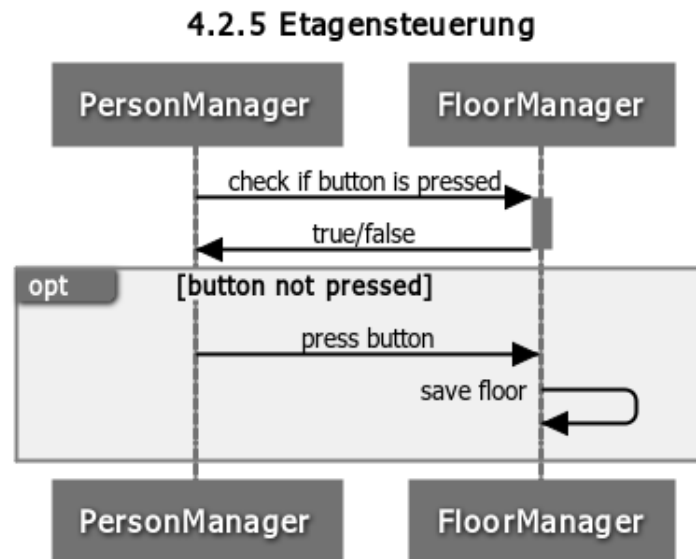 4.2.5 Etagensteuerung
PersonManager FloorManager
check if button is pressed
true/false
opt [button not pressed]
press button
save floor
PersonManager FloorManager